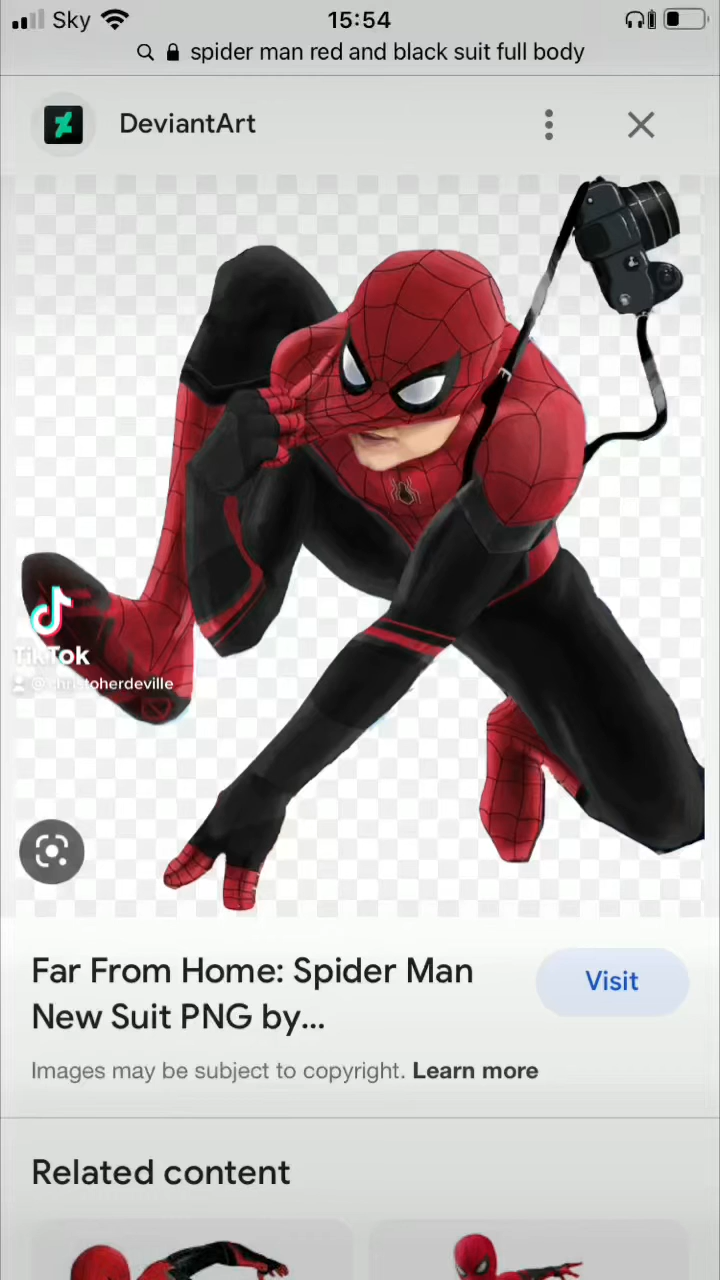 Sky
15:54
spider man red and black suit full body
DeviantArt
TikTok
@christoherdeville
Far From Home: Spider Man
New Suit PNG by...
Visit
Images may be subject to copyright. Learn more
Related content